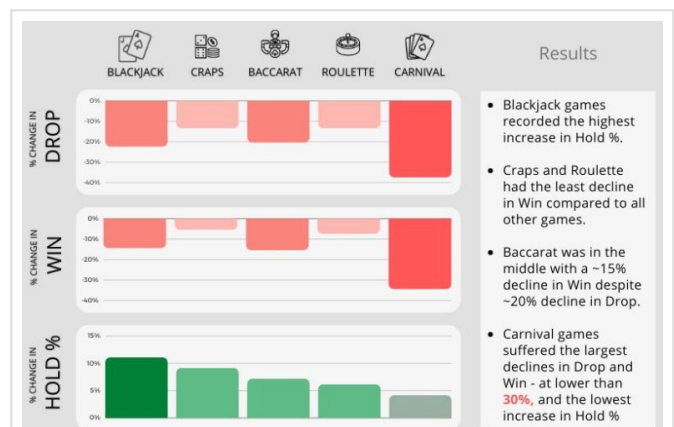 BLACKJACK CRAPS BACCARAT ROULETTE CARNIVAL
% CHANGE IN
DROP
0%
-10%
-20%
-30%
-40%
% CHANGE IN
WIN
0%
-10%
-20%
-30%
-40%
% CHANGE IN
HOLD %
15%
10%
5%
0%
Results
• Blackjack games
recorded the highest
increase in Hold %.
• Craps and Roulette
had the least decline
in Win compared to all
other games.
• Baccarat was in the
middle with a ~15%
decline in Win despite
~20% decline in Drop.
• Carnival games
suffered the largest
declines in Drop and
Win - at lower than
30%, and the lowest
increase in Hold %